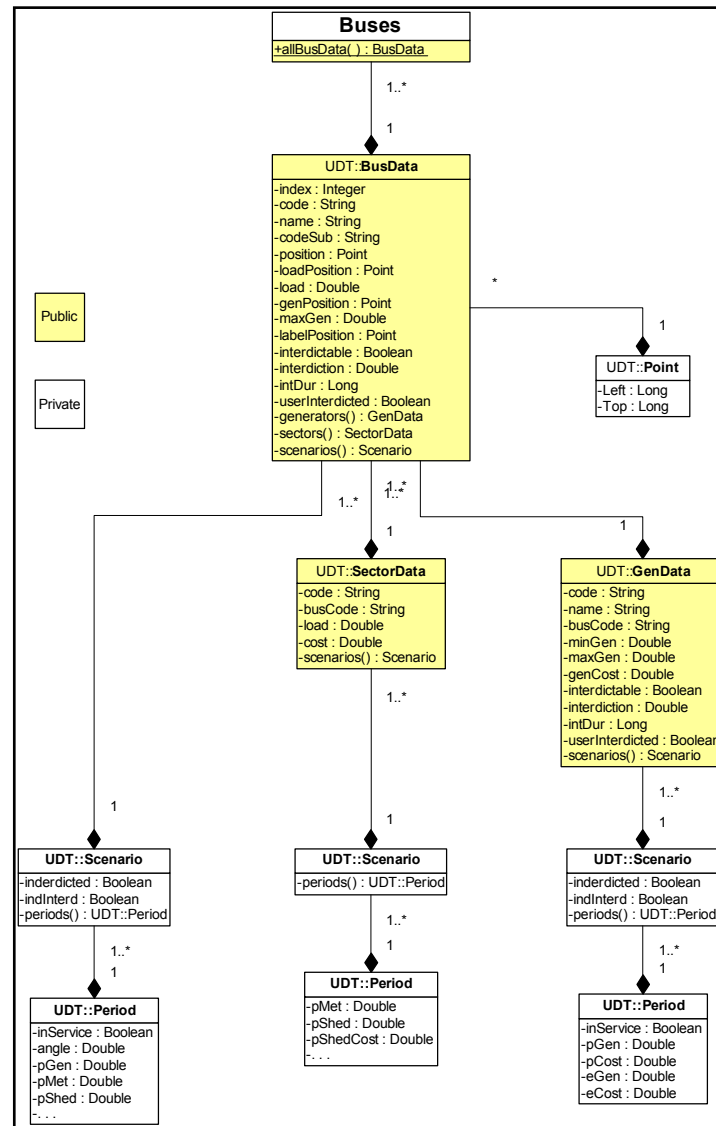 Buses
+allBusData( ) : BusData
1..*
1
UDT::BusData
-index : Integer
-code : String
-name : String
-codeSub : String
-position : Point
-loadPosition : Point
-load : Double
-genPosition : Point
-maxGen : Double
-labelPosition : Point
-interdictable : Boolean
-interdiction : Double
-intDur : Long
-userInterdicted : Boolean
-generators() : GenData
-sectors() : SectorData
-scenarios() : Scenario
Public
Private
*
1
UDT::Point
-Left : Long
-Top : Long
1..*
1..*
1..*
1
1
UDT::SectorData
-code : String
-busCode : String
-load : Double
-cost : Double
-scenarios() : Scenario
UDT::GenData
-code : String
-name : String
-busCode : String
-minGen : Double
-maxGen : Double
-genCost : Double
-interdictable : Boolean
-interdiction : Double
-intDur : Long
-userInterdicted : Boolean
-scenarios() : Scenario
1..*
1..*
1
1
1
UDT::Scenario
-inderdicted : Boolean
-indInterd : Boolean
-periods() : UDT::Period
UDT::Scenario
-periods() : UDT::Period
UDT::Scenario
-inderdicted : Boolean
-indInterd : Boolean
-periods() : UDT::Period
1..*
1
1..*
1
1..*
1
UDT::Period
-inService : Boolean
-angle : Double
-pGen : Double
-pMet : Double
-pShed : Double
-. . .
UDT::Period
-pMet : Double
-pShed : Double
-pShedCost : Double
-. . .
UDT::Period
-inService : Boolean
-pGen : Double
-pCost : Double
-eGen : Double
-eCost : Double